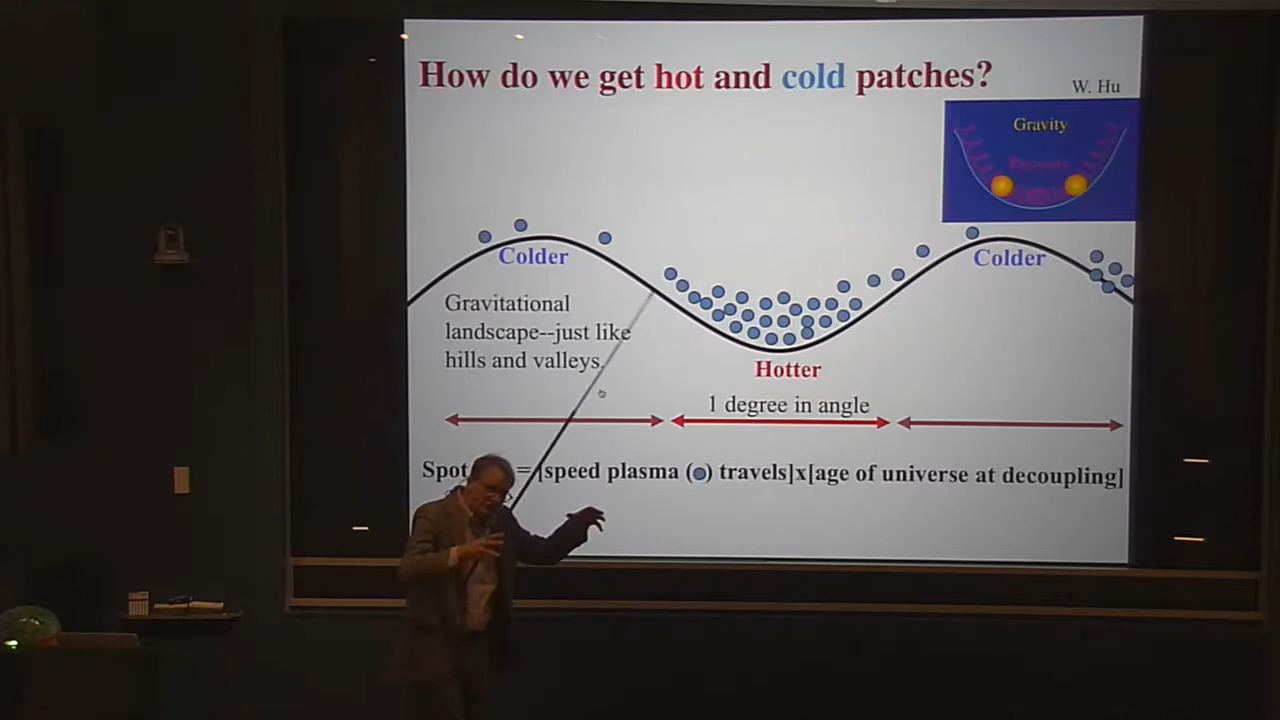 How do we get hot and cold patches?
W. Hu
Gravity
Pressure
Colder
Colder
Gravitational
landscape--just like
hills and valleys.
Hotter
1 degree in angle
Spot = [speed plasma ( ) travels]x[age of universe at decoupling]